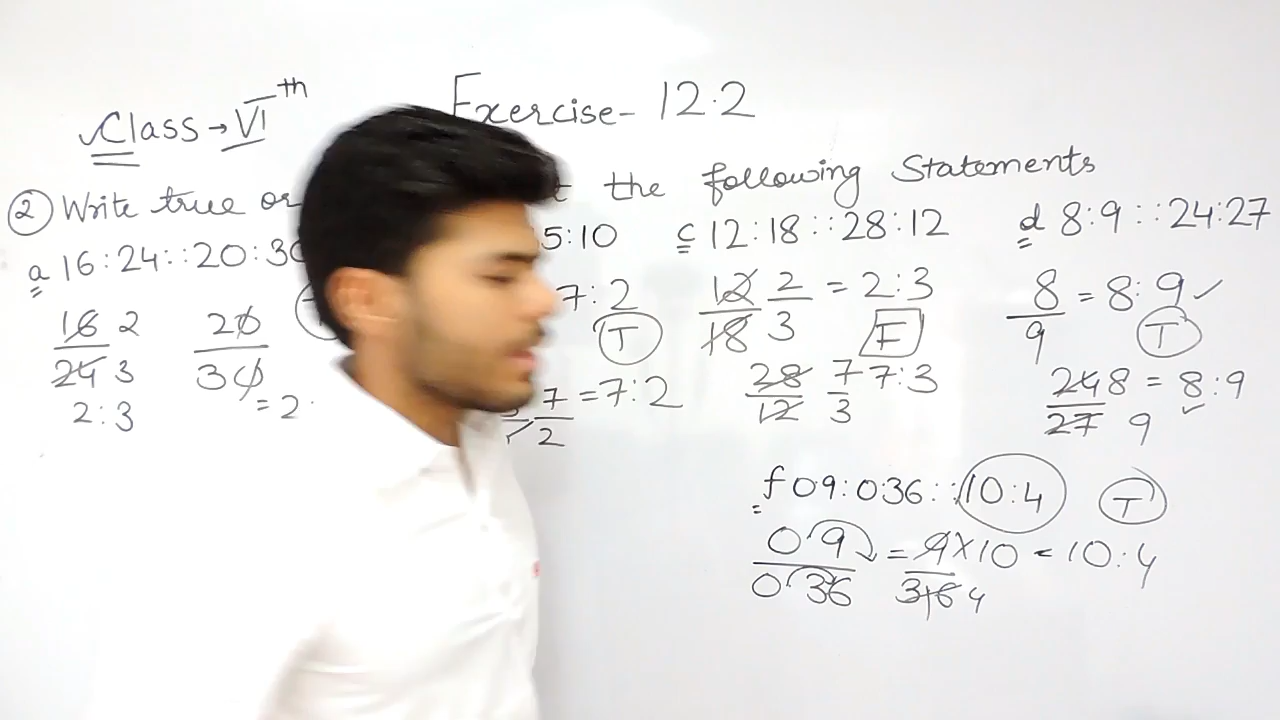 Class → VIth
Exercise- 12.2
② Write true or t the following Statements
a 16:24::20:30
5:10
c 12:18::28:12
d 8:9::24:27
16/24 2/3
2:3
20/30
= 2:
7:2
T
7/2 = 7:2
12/18 2/3 = 2:3
F
28/12 7/3 7:3
8/9 = 8:9 ✓
T
24/27 8/9 = 8:9
✓
f 0.9:0.36::10:4 T
0.9/0.36 = 9×10/36 4 = 10:4